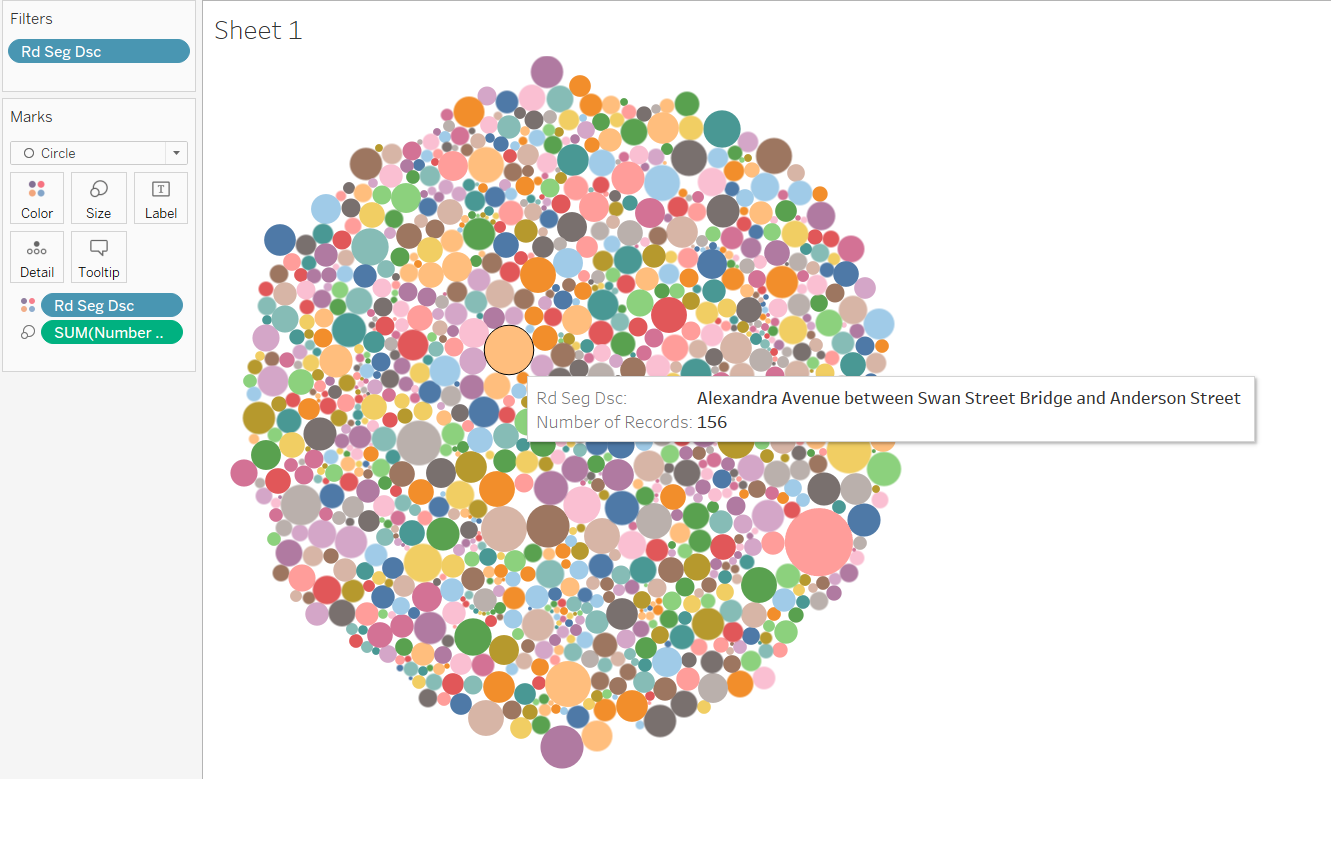 Filters
Rd Seg Dsc
Marks
Circle
Color
Size
T
Label
Detail
Tooltip
Rd Seg Dsc
SUM(Number ..
Sheet 1
Rd Seg Dsc: Alexandra Avenue between Swan Street Bridge and Anderson Street
Number of Records: 156